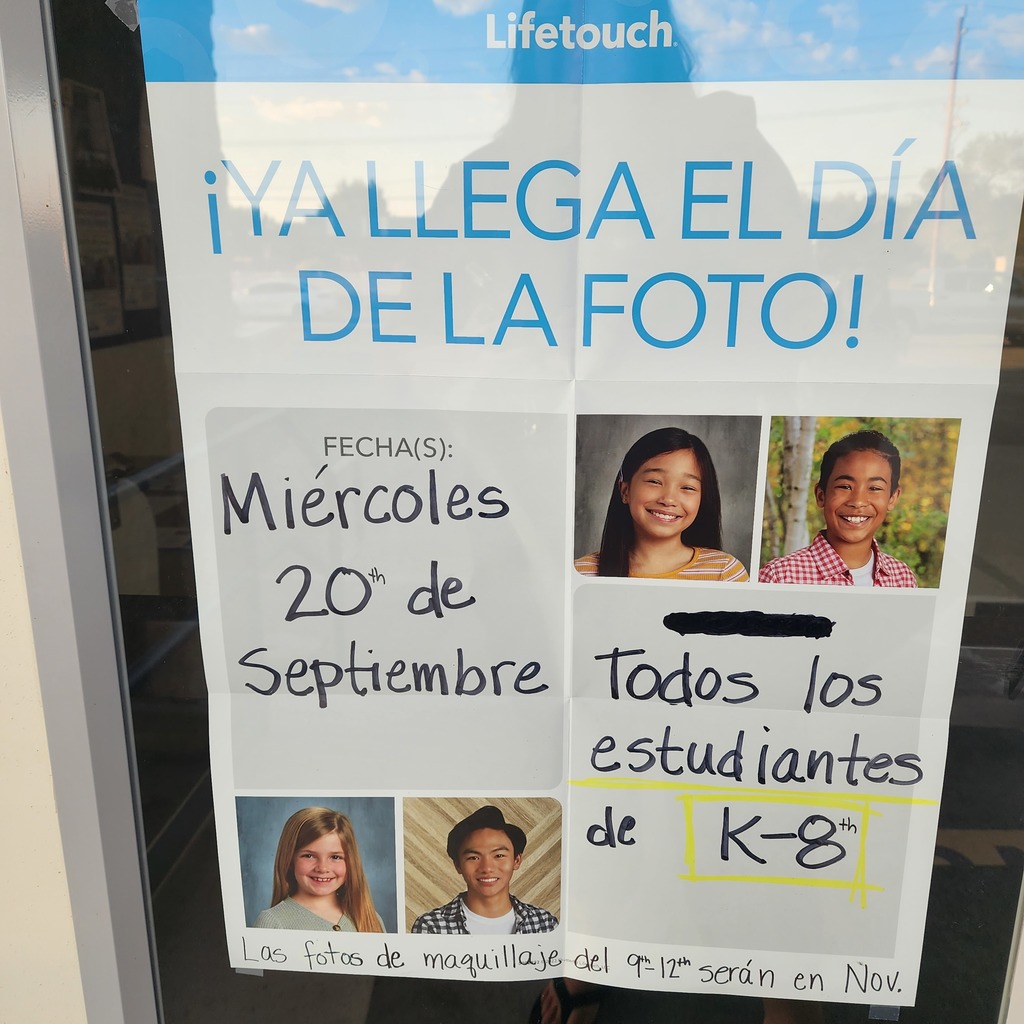 Lifetouch
¡YA LLEGA EL DÍA
DE LA FOTO!
FECHA(S):
Miércoles
20th de
Septiembre
Todos los
estudiantes
de K-8th
Las fotos de maquillaje del 9th-12th serán en Nov.